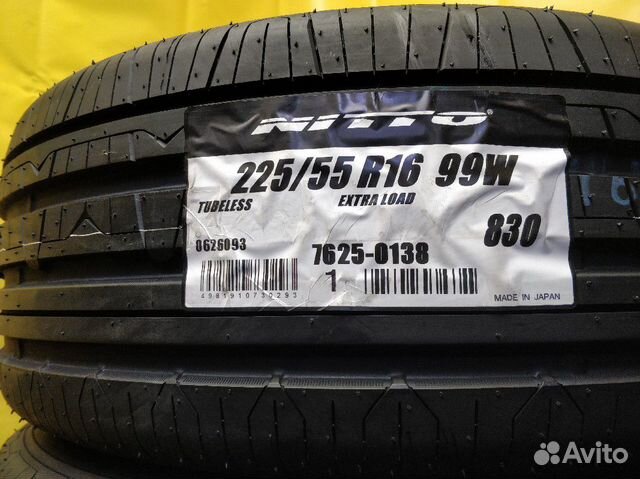 NITTO
225/55 R16 99W
TUBELESS
EXTRA LOAD
830
0626093
7625-0138
1
4981910730293
MADE IN JAPAN
Avito